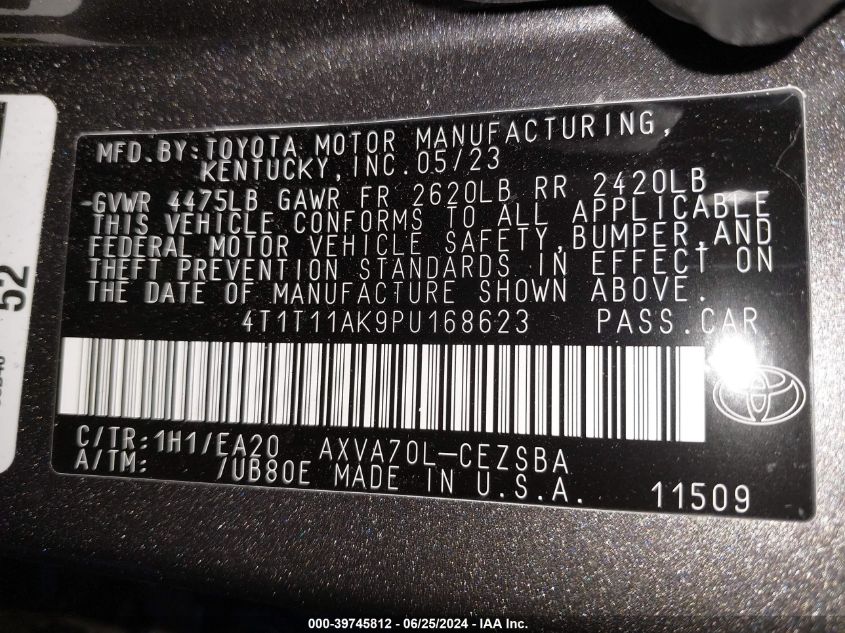 MFD.BY:TOYOTA MOTOR MANUFACTURING,
KENTUCKY,INC.05/23
GVWR 4475LB GAWR FR 2620LB RR 2420LB
THIS VEHICLE CONFORMS TO ALL APPLICABLE
FEDERAL MOTOR VEHICLE SAFETY,BUMPER,AND
THEFT PREVENTION STANDARDS IN EFFECT ON
THE DATE OF MANUFACTURE SHOWN ABOVE.
4T1T11AK9PU168623 PASS.CAR
C/TR:1H1/EA20 AXVA70L-CEZSBA
A/TM: /UB80E MADE IN U.S.A. 11509
52
000-39745812 - 06/25/2024 - IAA Inc.